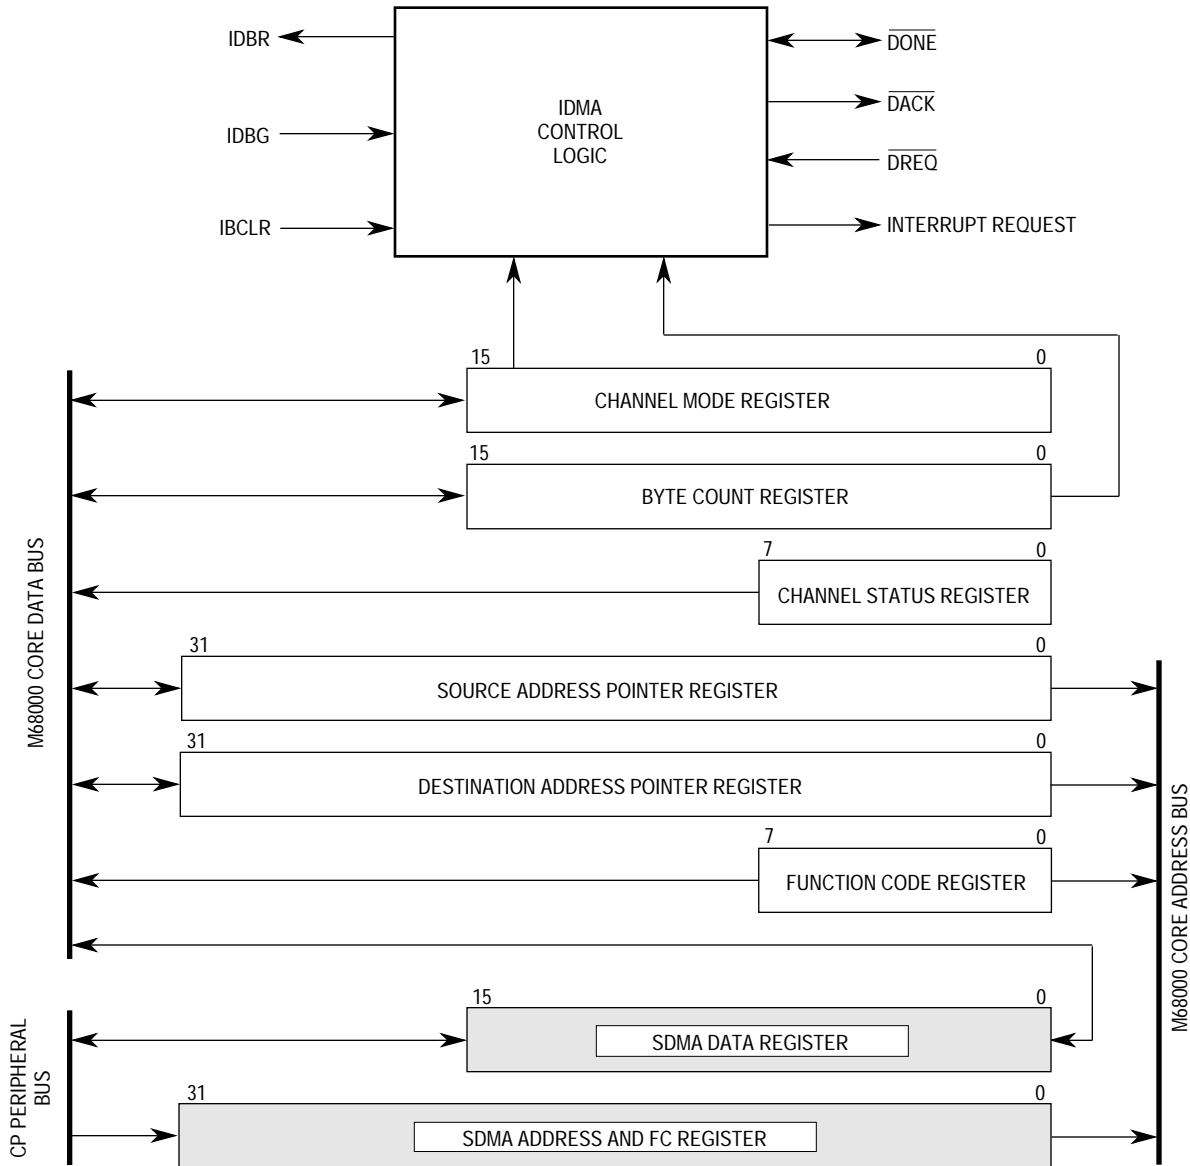 IDBR
DONE
IDMA
CONTROL
LOGIC
DACK
IDBG
DREQ
IBCLR
INTERRUPT REQUEST
15 0
CHANNEL MODE REGISTER
15 0
BYTE COUNT REGISTER
7 0
CHANNEL STATUS REGISTER
M68000 CORE DATA BUS
31 0
SOURCE ADDRESS POINTER REGISTER
31 0
DESTINATION ADDRESS POINTER REGISTER
7 0
FUNCTION CODE REGISTER
M68000 CORE ADDRESS BUS
15 0
SDMA DATA REGISTER
CP PERIPHERAL
BUS
31 0
SDMA ADDRESS AND FC REGISTER